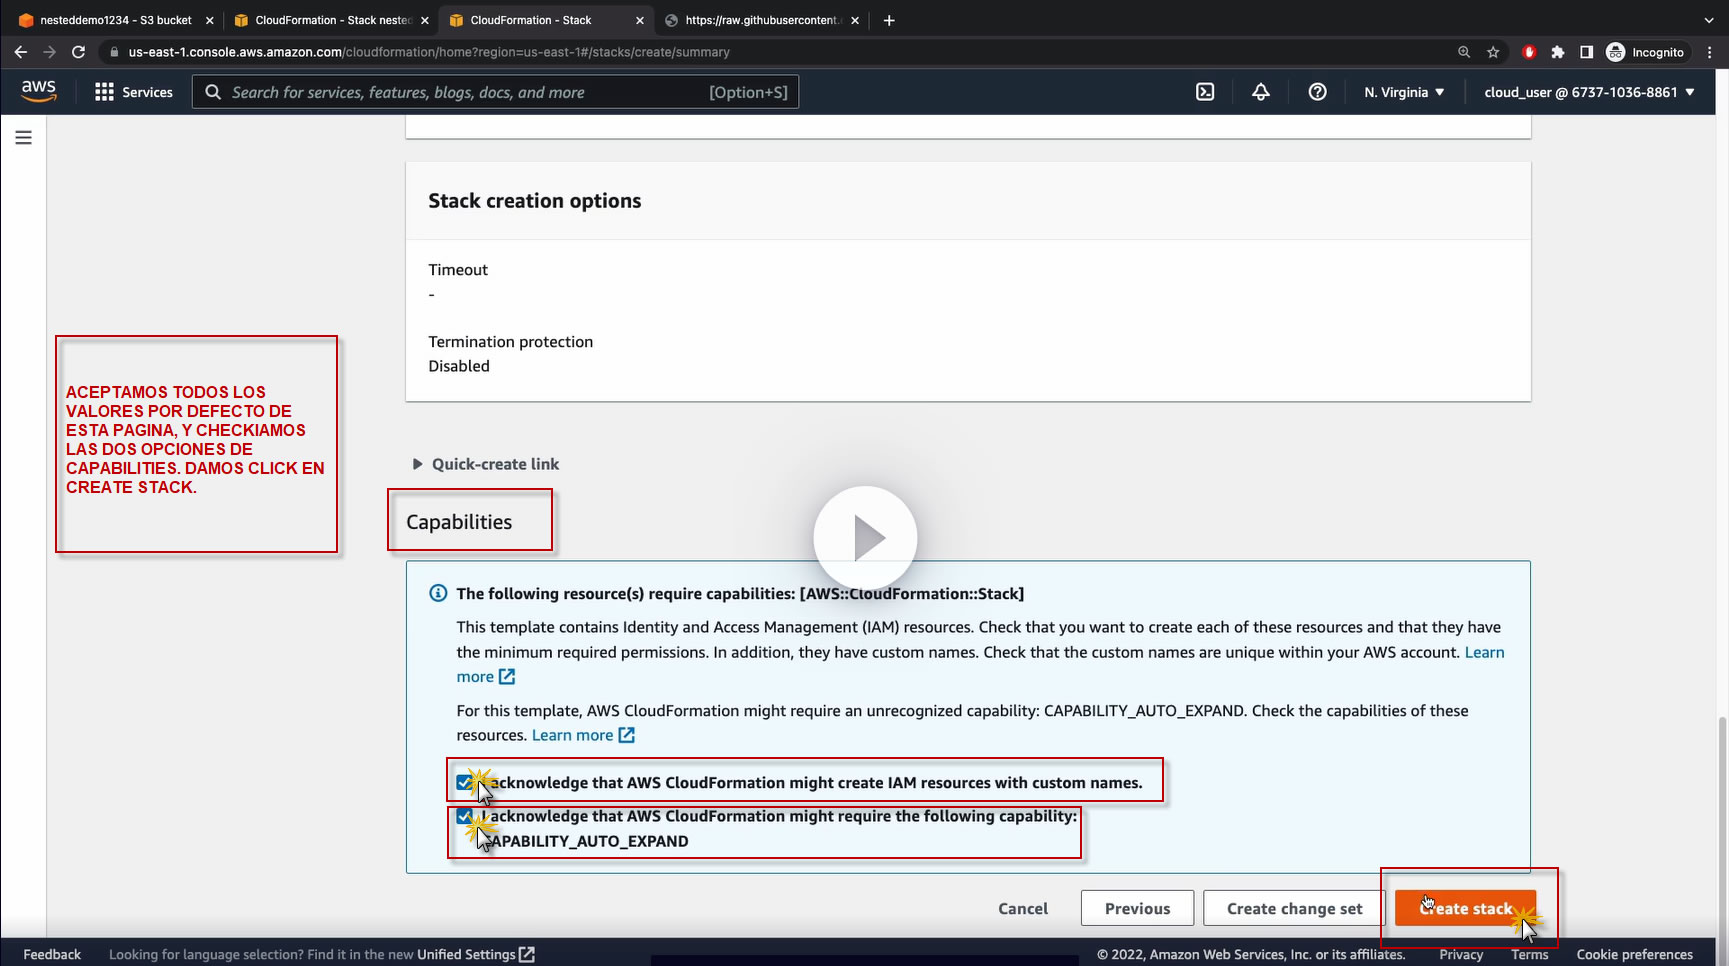 nesteddemo1234 - S3 bucket
CloudFormation - Stack nested
CloudFormation - Stack
https://raw.githubusercontent.
us-east-1.console.aws.amazon.com/cloudformation/home?region=us-east-1#/stacks/create/summary
Incognito
aws
Services
Search for services, features, blogs, docs, and more
[Option+S]
N. Virginia
cloud_user @ 6737-1036-8861
Stack creation options
Timeout
-
Termination protection
Disabled
ACEPTAMOS TODOS LOS
VALORES POR DEFECTO DE
ESTA PAGINA, Y CHECKIAMOS
LAS DOS OPCIONES DE
CAPABILITIES. DAMOS CLICK EN
CREATE STACK.
Quick-create link
Capabilities
The following resource(s) require capabilities: [AWS::CloudFormation::Stack]
This template contains Identity and Access Management (IAM) resources. Check that you want to create each of these resources and that they have
the minimum required permissions. In addition, they have custom names. Check that the custom names are unique within your AWS account. Learn
more
For this template, AWS CloudFormation might require an unrecognized capability: CAPABILITY_AUTO_EXPAND. Check the capabilities of these
resources. Learn more
acknowledge that AWS CloudFormation might create IAM resources with custom names.
I acknowledge that AWS CloudFormation might require the following capability:
CAPABILITY_AUTO_EXPAND
Cancel
Previous
Create change set
Create stack
Feedback
Looking for language selection? Find it in the new Unified Settings
© 2022, Amazon Web Services, Inc. or its affiliates.
Privacy
Terms
Cookie preferences